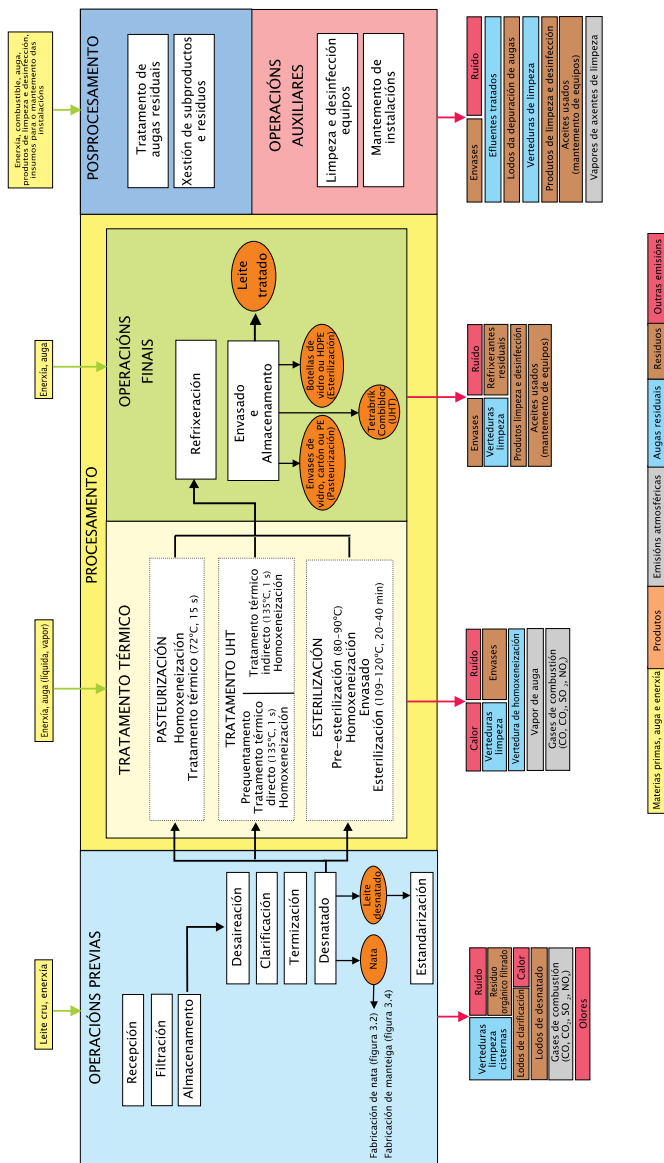 Leite cru, enerxía
Enerxía, auga (líquida, vapor)
Enerxía, auga
Enerxía, combustible, auga,
produtos de limpeza e desinfección,
insumos para o mantemento das
instalacións
OPERACIÓNS PREVIAS
Recepción
Filtración
Almacenamento
Desaireación
Clarificación
Termización
Desnatado
Nata
Leite
desnatado
Estandarización
Fabricación de nata (figura 3.2)
Fabricación de manteiga (figura 3.4)
PROCESAMENTO
TRATAMENTO TÉRMICO
PASTEURIZACIÓN
Homoxeneización
Tratamento térmico (72ºC, 15 s)
TRATAMENTO UHT
Prequentamento
Tratamento térmico
directo (135ºC, 1 s)
Homoxeneización
Tratamento térmico
indirecto (135ºC, 1 s)
Homoxeneización
ESTERILIZACIÓN
Pre-esterilización (80-90ºC)
Homoxeneización
Envasado
Esterilización (109-120ºC, 20-40 min)
OPERACIÓNS
FINAIS
Refrixeración
Envasado
e
Almacenamento
Leite
tratado
Envases de
vidro, cartón ou PE
(Pasteurización)
Botellas de
vidro ou HDPE
(Esterilización)
Tetrabrik
Combibloc
(UHT)
POSPROCESAMENTO
Tratamento de
augas residuais
Xestión de subproductos
e residuos
OPERACIÓNS
AUXILIARES
Limpeza e desinfección
equipos
Mantemento de
instalacións
Verteduras
limpeza
cisternas
Ruído
Residuo
orgánico filtrado
Lodos de clarificación
Calor
Lodos de desnatado
Gases de combustión
(CO, CO₂, SO ₂, NOₓ)
Olores
Calor
Ruído
Verteduras
limpeza
Envases
Vertedura de homoxeneización
Vapor de auga
Gases de combustión
(CO, CO₂, SO ₂, NOₓ)
Envases
Ruído
Verteduras
limpeza
Refrixerantes
residuais
Produtos limpeza e desinfección
Aceites usados
(mantemento de equipos)
Envases
Ruído
Efluentes tratados
Lodos da depuración de augas
Verteduras de limpeza
Produtos de limpeza e desinfección
Aceites usados
(mantemento de equipos)
Vapores de axentes de limpeza
Materias primas, auga e enerxía
Produtos
Emisións atmosféricas
Augas residuais
Residuos
Outras emisións